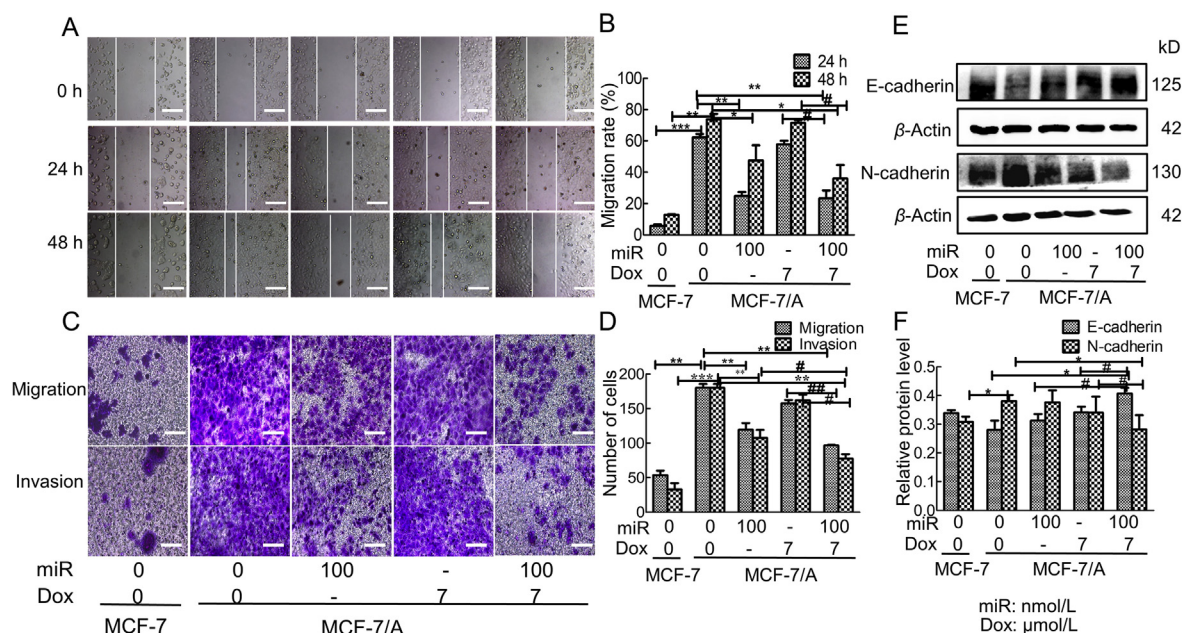 A
0 h
24 h
48 h
B
24 h
48 h
Migration rate (%)
100
80
60
40
20
0
** ** # ** * * # ***
miR 0 0 100 - 100
Dox 0 0 - 7 7
MCF-7 MCF-7/A
E
kD
E-cadherin 125
β-Actin 42
N-cadherin 130
β-Actin 42
miR 0 0 100 - 100
Dox 0 0 - 7 7
MCF-7 MCF-7/A
C
Migration
Invasion
miR 0 0 100 - 100
Dox 0 0 - 7 7
MCF-7 MCF-7/A
D
Migration
Invasion
Number of cells
200
150
100
50
0
** ** ** # *** ** ** ## #
miR 0 0 100 - 100
Dox 0 0 - 7 7
MCF-7 MCF-7/A
F
E-cadherin
N-cadherin
Relative protein level
0.5
0.4
0.3
0.2
0.1
0.0
* * # * # #
miR 0 0 100 - 100
Dox 0 0 - 7 7
MCF-7 MCF-7/A
miR: nmol/L
Dox: μmol/L